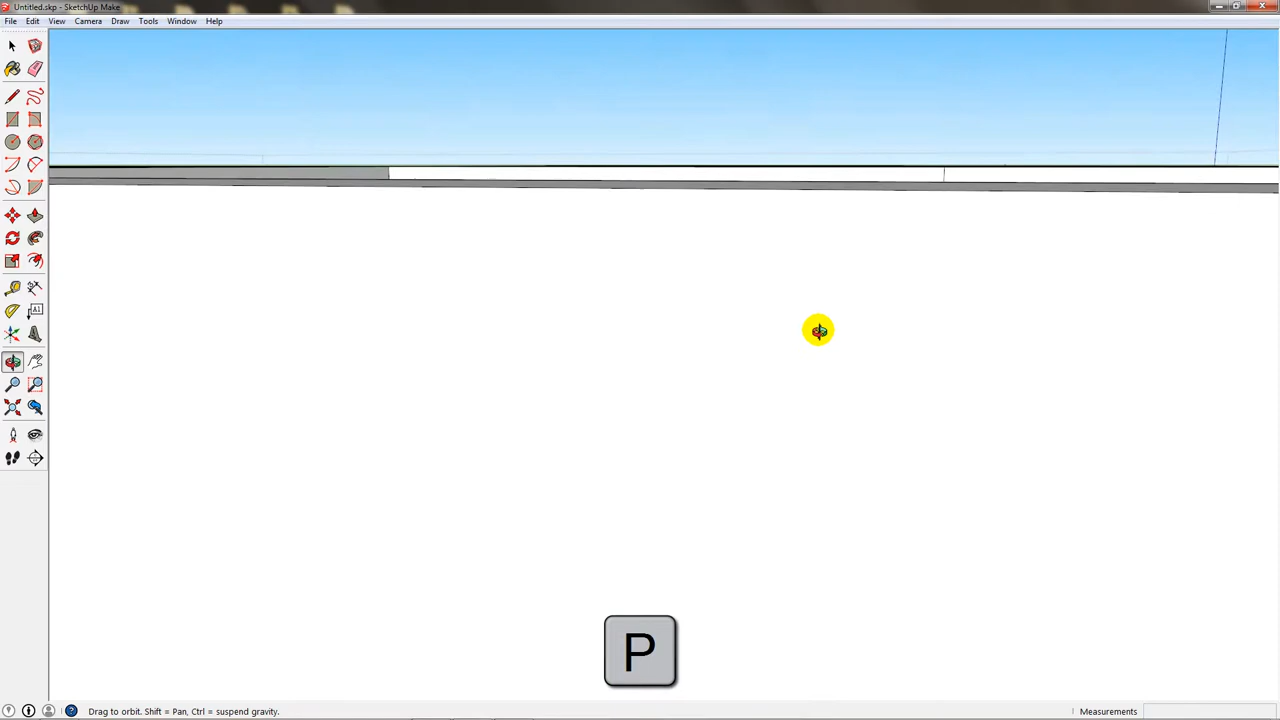 Untitled.skp - SketchUp Make
File Edit View Camera Draw Tools Window Help
A1
P
Drag to orbit. Shift = Pan, Ctrl = suspend gravity.
Measurements